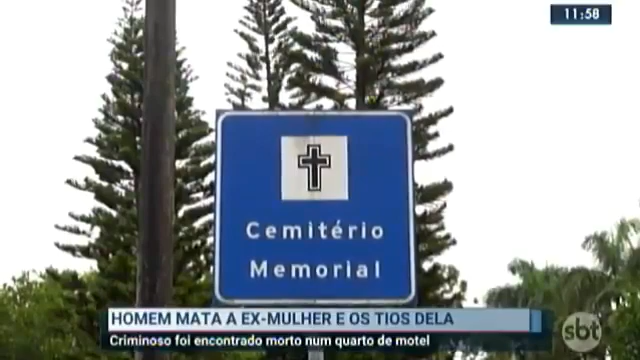 11:58
Cemitério
Memorial
HOMEM MATA A EX-MULHER E OS TIOS DELA
Criminoso foi encontrado morto num quarto de motel
sbt